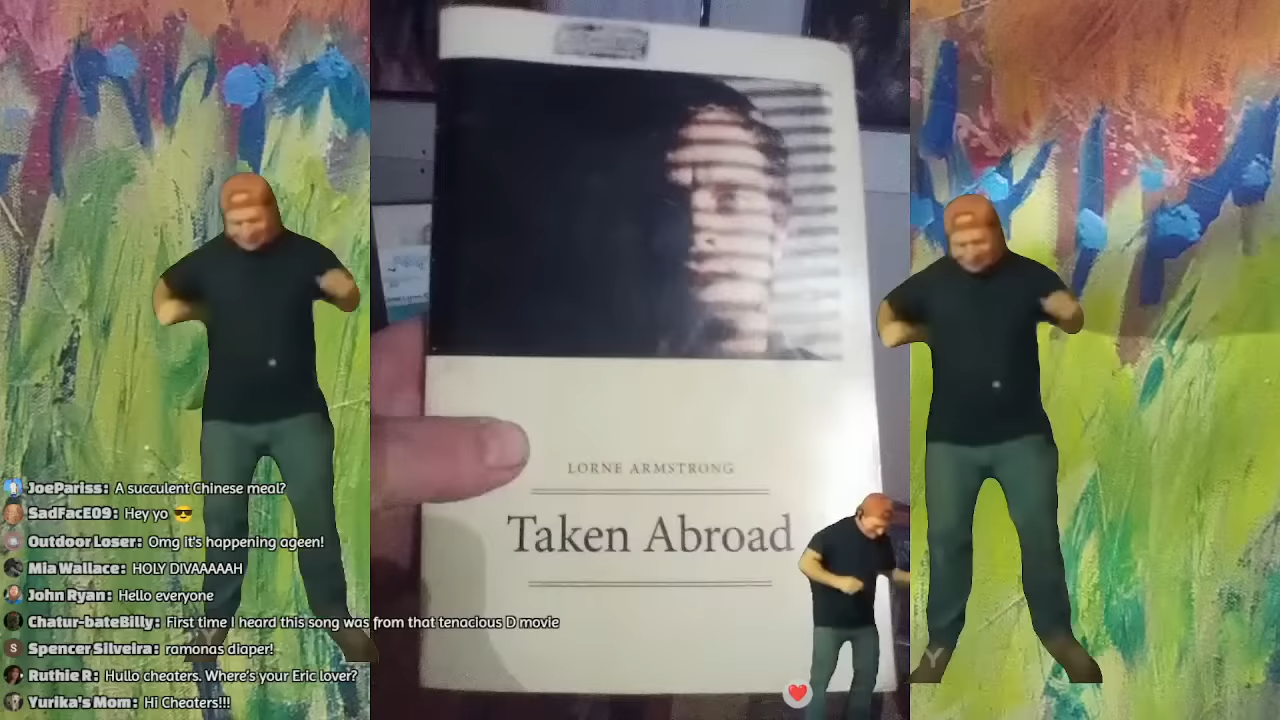 LORNE ARMSTRONG
Taken Abroad
JoePariss: A succulent Chinese meal?
SadFacE09: Hey yo 😎
Outdoor Loser: Omg it's happening ageen!
Mia Wallace: HOLY DIVAAAAAH
John Ryan: Hello everyone
Chatur-bateBilly: First time I heard this song was from that tenacious D movie
Spencer Silveira: ramonas diaper!
Ruthie R: Hullo cheaters. Where's your Eric lover?
Yurika's Mom: Hi Cheaters!!!